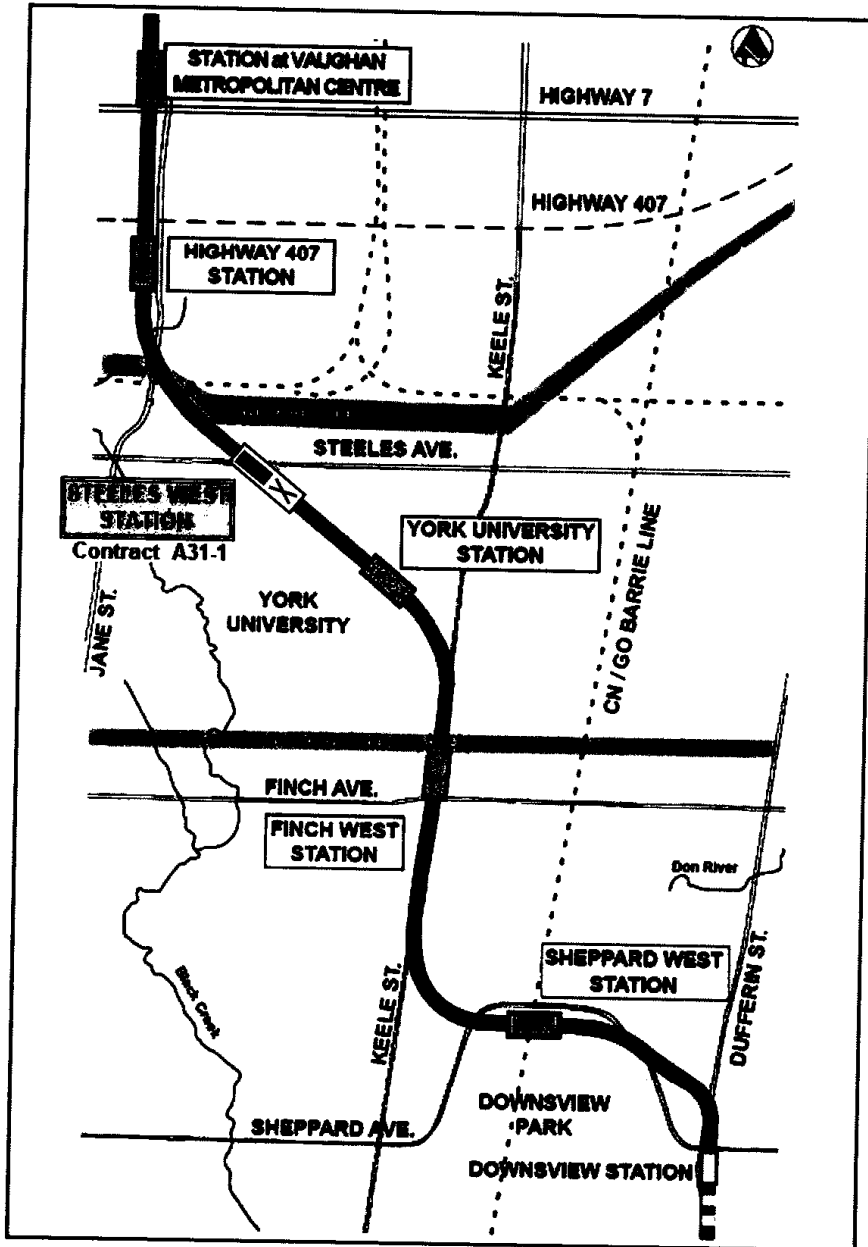 STATION at VAUGHAN
METROPOLITAN CENTRE
HIGHWAY 7
HIGHWAY 407
HIGHWAY 407
STATION
KEELE ST.
STEELES AVE.
STEELES WEST
STATION
Contract A31-1
YORK UNIVERSITY
STATION
YORK
UNIVERSITY
JANE ST.
CN / GO BARRIE LINE
FINCH AVE.
FINCH WEST
STATION
Don River
SHEPPARD WEST
STATION
DUFFERIN ST.
Black Creek
KEELE ST.
DOWNSVIEW
PARK
SHEPPARD AVE.
DOWNSVIEW STATION